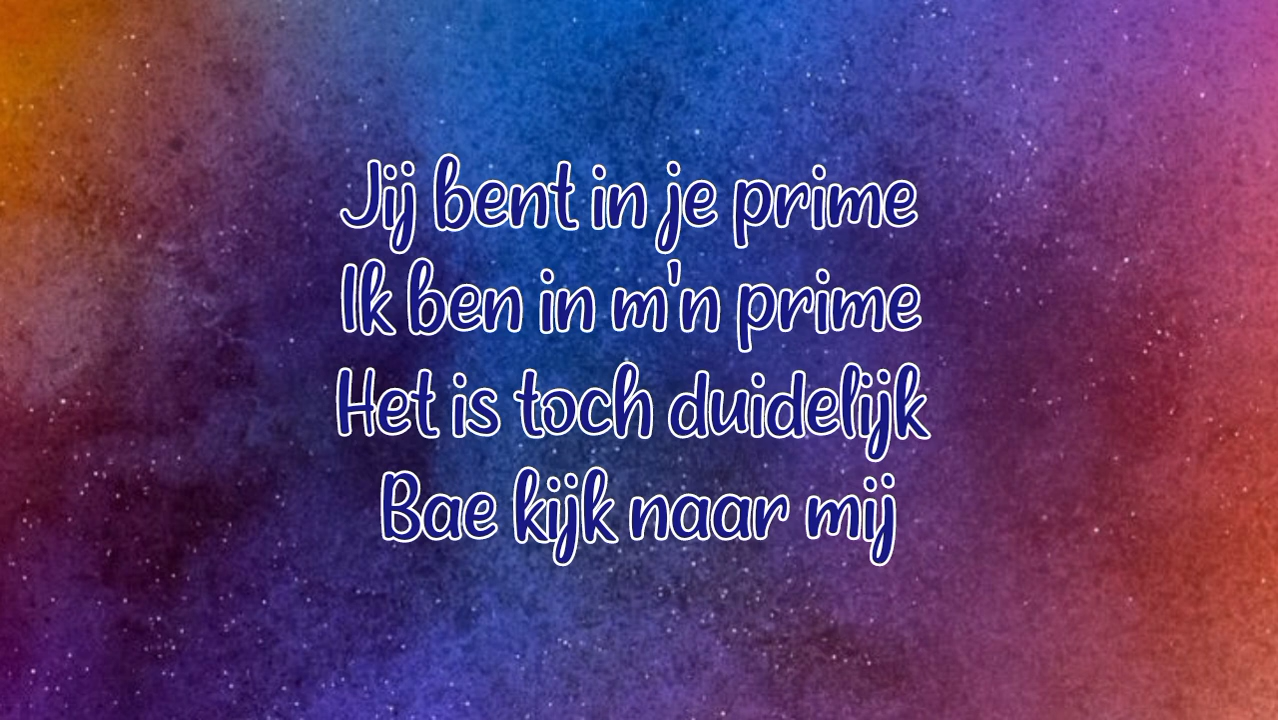 Jij bent in je prime
Ik ben in m'n prime
Het is toch duidelijk
Bae kijk naar mij